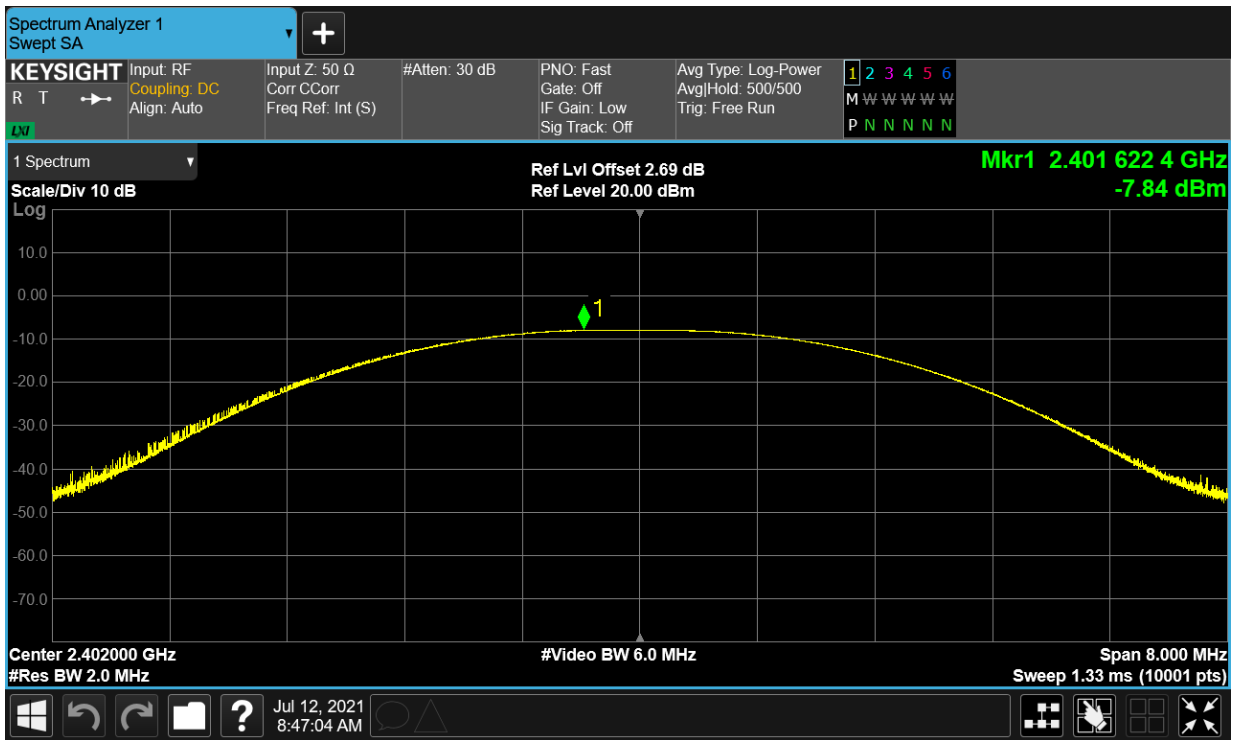 Spectrum Analyzer 1
Swept SA
KEYSIGHT
R T
LXI
Input: RF
Coupling: DC
Align: Auto
Input Z: 50 Ω
Corr CCorr
Freq Ref: Int (S)
#Atten: 30 dB
PNO: Fast
Gate: Off
IF Gain: Low
Sig Track: Off
Avg Type: Log-Power
Avg|Hold: 500/500
Trig: Free Run
1 2 3 4 5 6
M W W W W W
P N N N N N
1 Spectrum
Scale/Div 10 dB
Log
Ref Lvl Offset 2.69 dB
Ref Level 20.00 dBm
Mkr1 2.401 622 4 GHz
-7.84 dBm
10.0
0.00
-10.0
-20.0
-30.0
-40.0
-50.0
-60.0
-70.0
1
Center 2.402000 GHz
#Res BW 2.0 MHz
#Video BW 6.0 MHz
Span 8.000 MHz
Sweep 1.33 ms (10001 pts)
?
Jul 12, 2021
8:47:04 AM